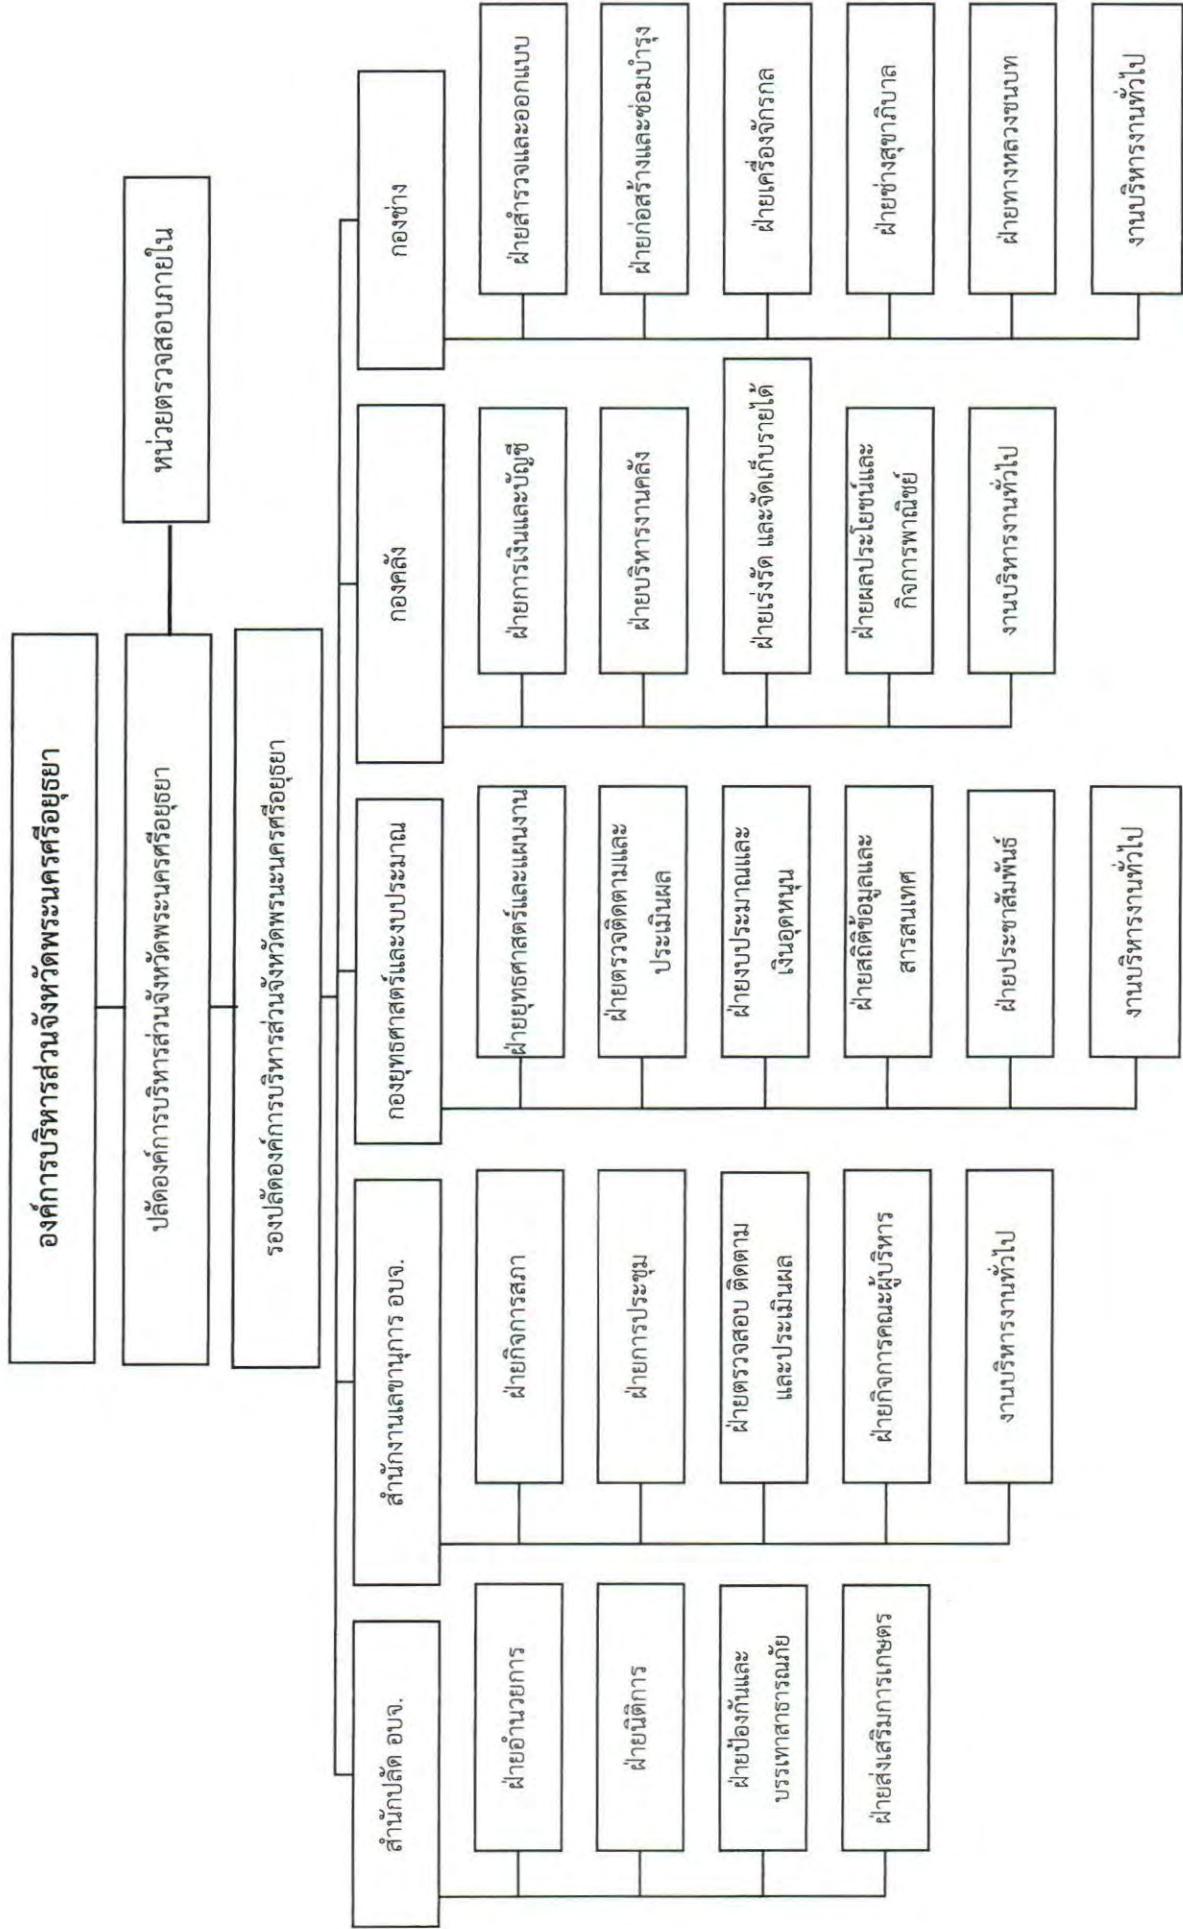 องค์การบริหารส่วนจังหวัดพระนครศรีอยุธยา
ปลัดองค์การบริหารส่วนจังหวัดพระนครศรีอยุธยา
หน่วยตรวจสอบภายใน
รองปลัดองค์การบริหารส่วนจังหวัดพรนะนครศรีอยุธยา
สำนักปลัด อบจ.
ฝ่ายอำนวยการ
ฝ่ายนิติการ
ฝ่ายป้องกันและ
บรรเทาสาธารณภัย
ฝ่ายส่งเสริมการเกษตร
สำนักงานเลขานุการ อบจ.
ฝ่ายกิจการสภา
ฝ่ายการประชุม
ฝ่ายตรวจสอบ ติดตาม
และประเมินผล
ฝ่ายกิจการคณะผู้บริหาร
งานบริหารงานทั่วไป
กองยุทธศาสตร์และงบประมาณ
ฝ่ายยุทธศาสตร์และแผนงาน
ฝ่ายตรวจติดตามและ
ประเมินผล
ฝ่ายงบประมาณและ
เงินอุดหนุน
ฝ่ายสถิติข้อมูลและ
สารสนเทศ
ฝ่ายประชาสัมพันธ์
งานบริหารงานทั่วไป
กองคลัง
ฝ่ายการเงินและบัญชี
ฝ่ายบริหารงานคลัง
ฝ่ายเร่งรัด และจัดเก็บรายได้
ฝ่ายผลประโยชน์และ
กิจการพาณิชย์
งานบริหารงานทั่วไป
กองช่าง
ฝ่ายสำรวจและออกแบบ
ฝ่ายก่อสร้างและซ่อมบำรุง
ฝ่ายเครื่องจักรกล
ฝ่ายช่างสุขาภิบาล
ฝ่ายทางหลวงชนบท
งานบริหารงานทั่วไป